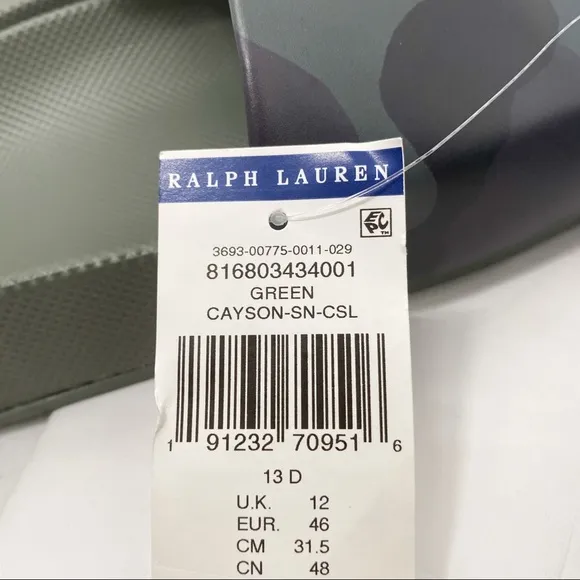 RALPH LAUREN
EPC™
3693-00775-0011-029
816803434001
GREEN
CAYSON-SN-CSL
1 91232 70951 6
13 D
U.K. 12
EUR. 46
CM 31.5
CN 48